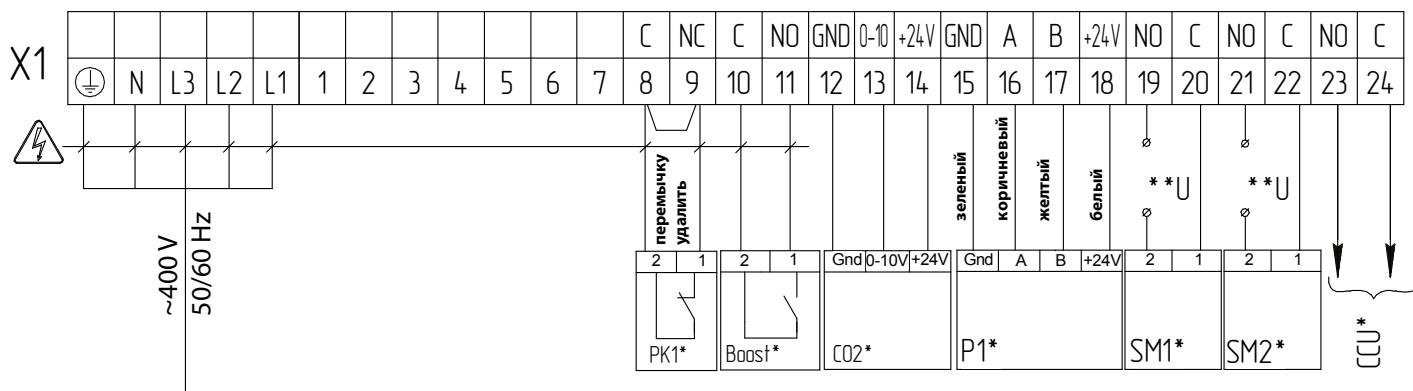 C NC C NO GND 0-10 +24V GND A B +24V NO C NO C NO C
X1
N L3 L2 L1 1 2 3 4 5 6 7 8 9 10 11 12 13 14 15 16 17 18 19 20 21 22 23 24
перемычку
удалить
зеленый
коричневый
желтый
белый
**U
**U
~400 V
50/60 Hz
2 1 2 1 Gnd 0-10V +24V Gnd A B +24V 2 1 2 1
PK1* Boost* CO2* P1* SM1* SM2*
CCU*